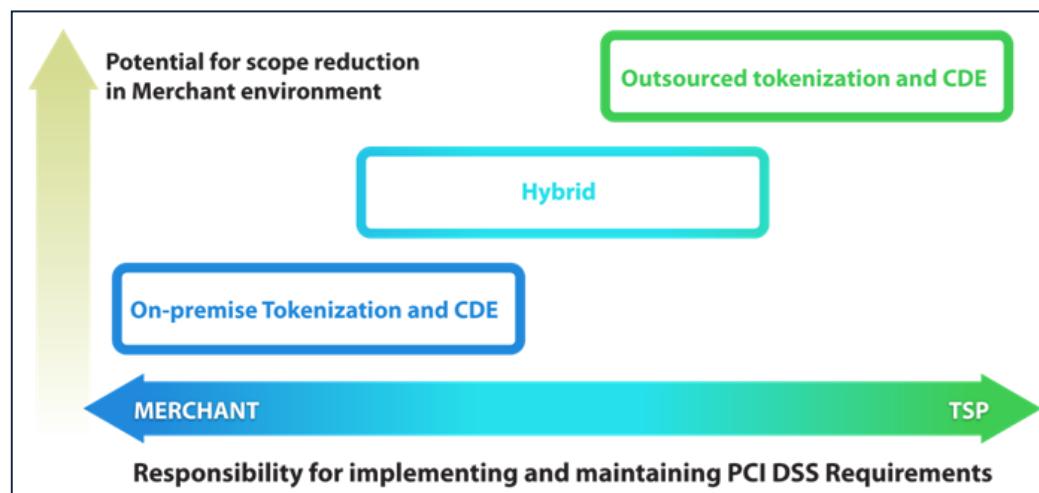 Potential for scope reduction
in Merchant environment
Outsourced tokenization and CDE
Hybrid
On-premise Tokenization and CDE
MERCHANT
TSP
Responsibility for implementing and maintaining PCI DSS Requirements